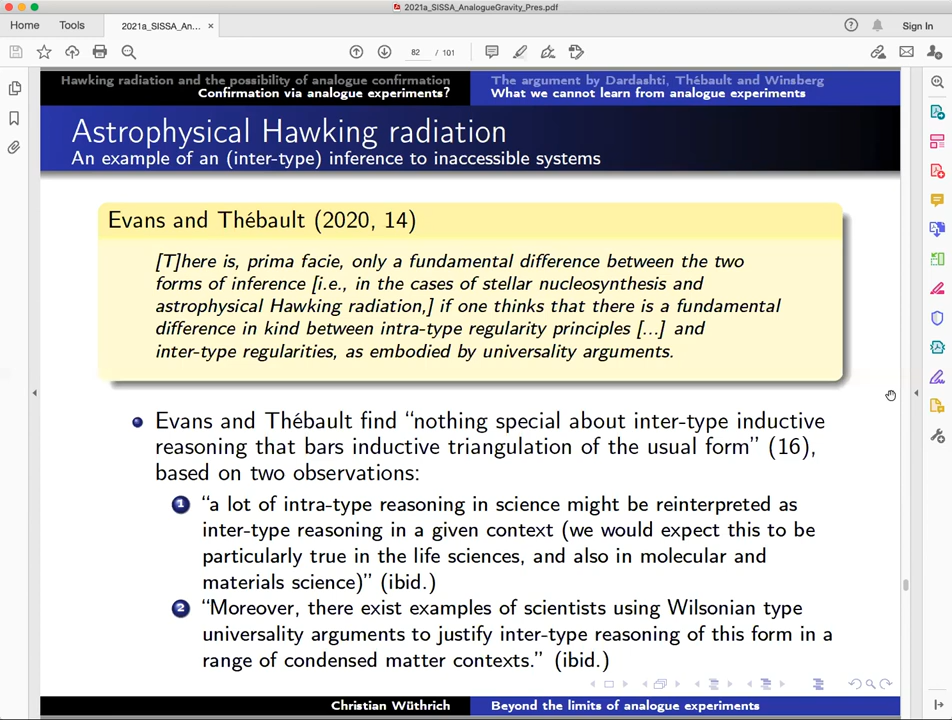 2021a_SISSA_AnalogueGravity_Pres.pdf
Home Tools 2021a_SISSA_An... × Sign In
82 / 101
Hawking radiation and the possibility of analogue confirmation The argument by Dardashti, Thébault and Winsberg
Confirmation via analogue experiments? What we cannot learn from analogue experiments
Astrophysical Hawking radiation
An example of an (inter-type) inference to inaccessible systems
Evans and Thébault (2020, 14)
[T]here is, prima facie, only a fundamental difference between the two
forms of inference [i.e., in the cases of stellar nucleosynthesis and
astrophysical Hawking radiation,] if one thinks that there is a fundamental
difference in kind between intra-type regularity principles [...] and
inter-type regularities, as embodied by universality arguments.
Evans and Thébault find “nothing special about inter-type inductive
reasoning that bars inductive triangulation of the usual form” (16),
based on two observations:
1 “a lot of intra-type reasoning in science might be reinterpreted as
inter-type reasoning in a given context (we would expect this to be
particularly true in the life sciences, and also in molecular and
materials science)” (ibid.)
2 “Moreover, there exist examples of scientists using Wilsonian type
universality arguments to justify inter-type reasoning of this form in a
range of condensed matter contexts.” (ibid.)
Christian Wüthrich Beyond the limits of analogue experiments